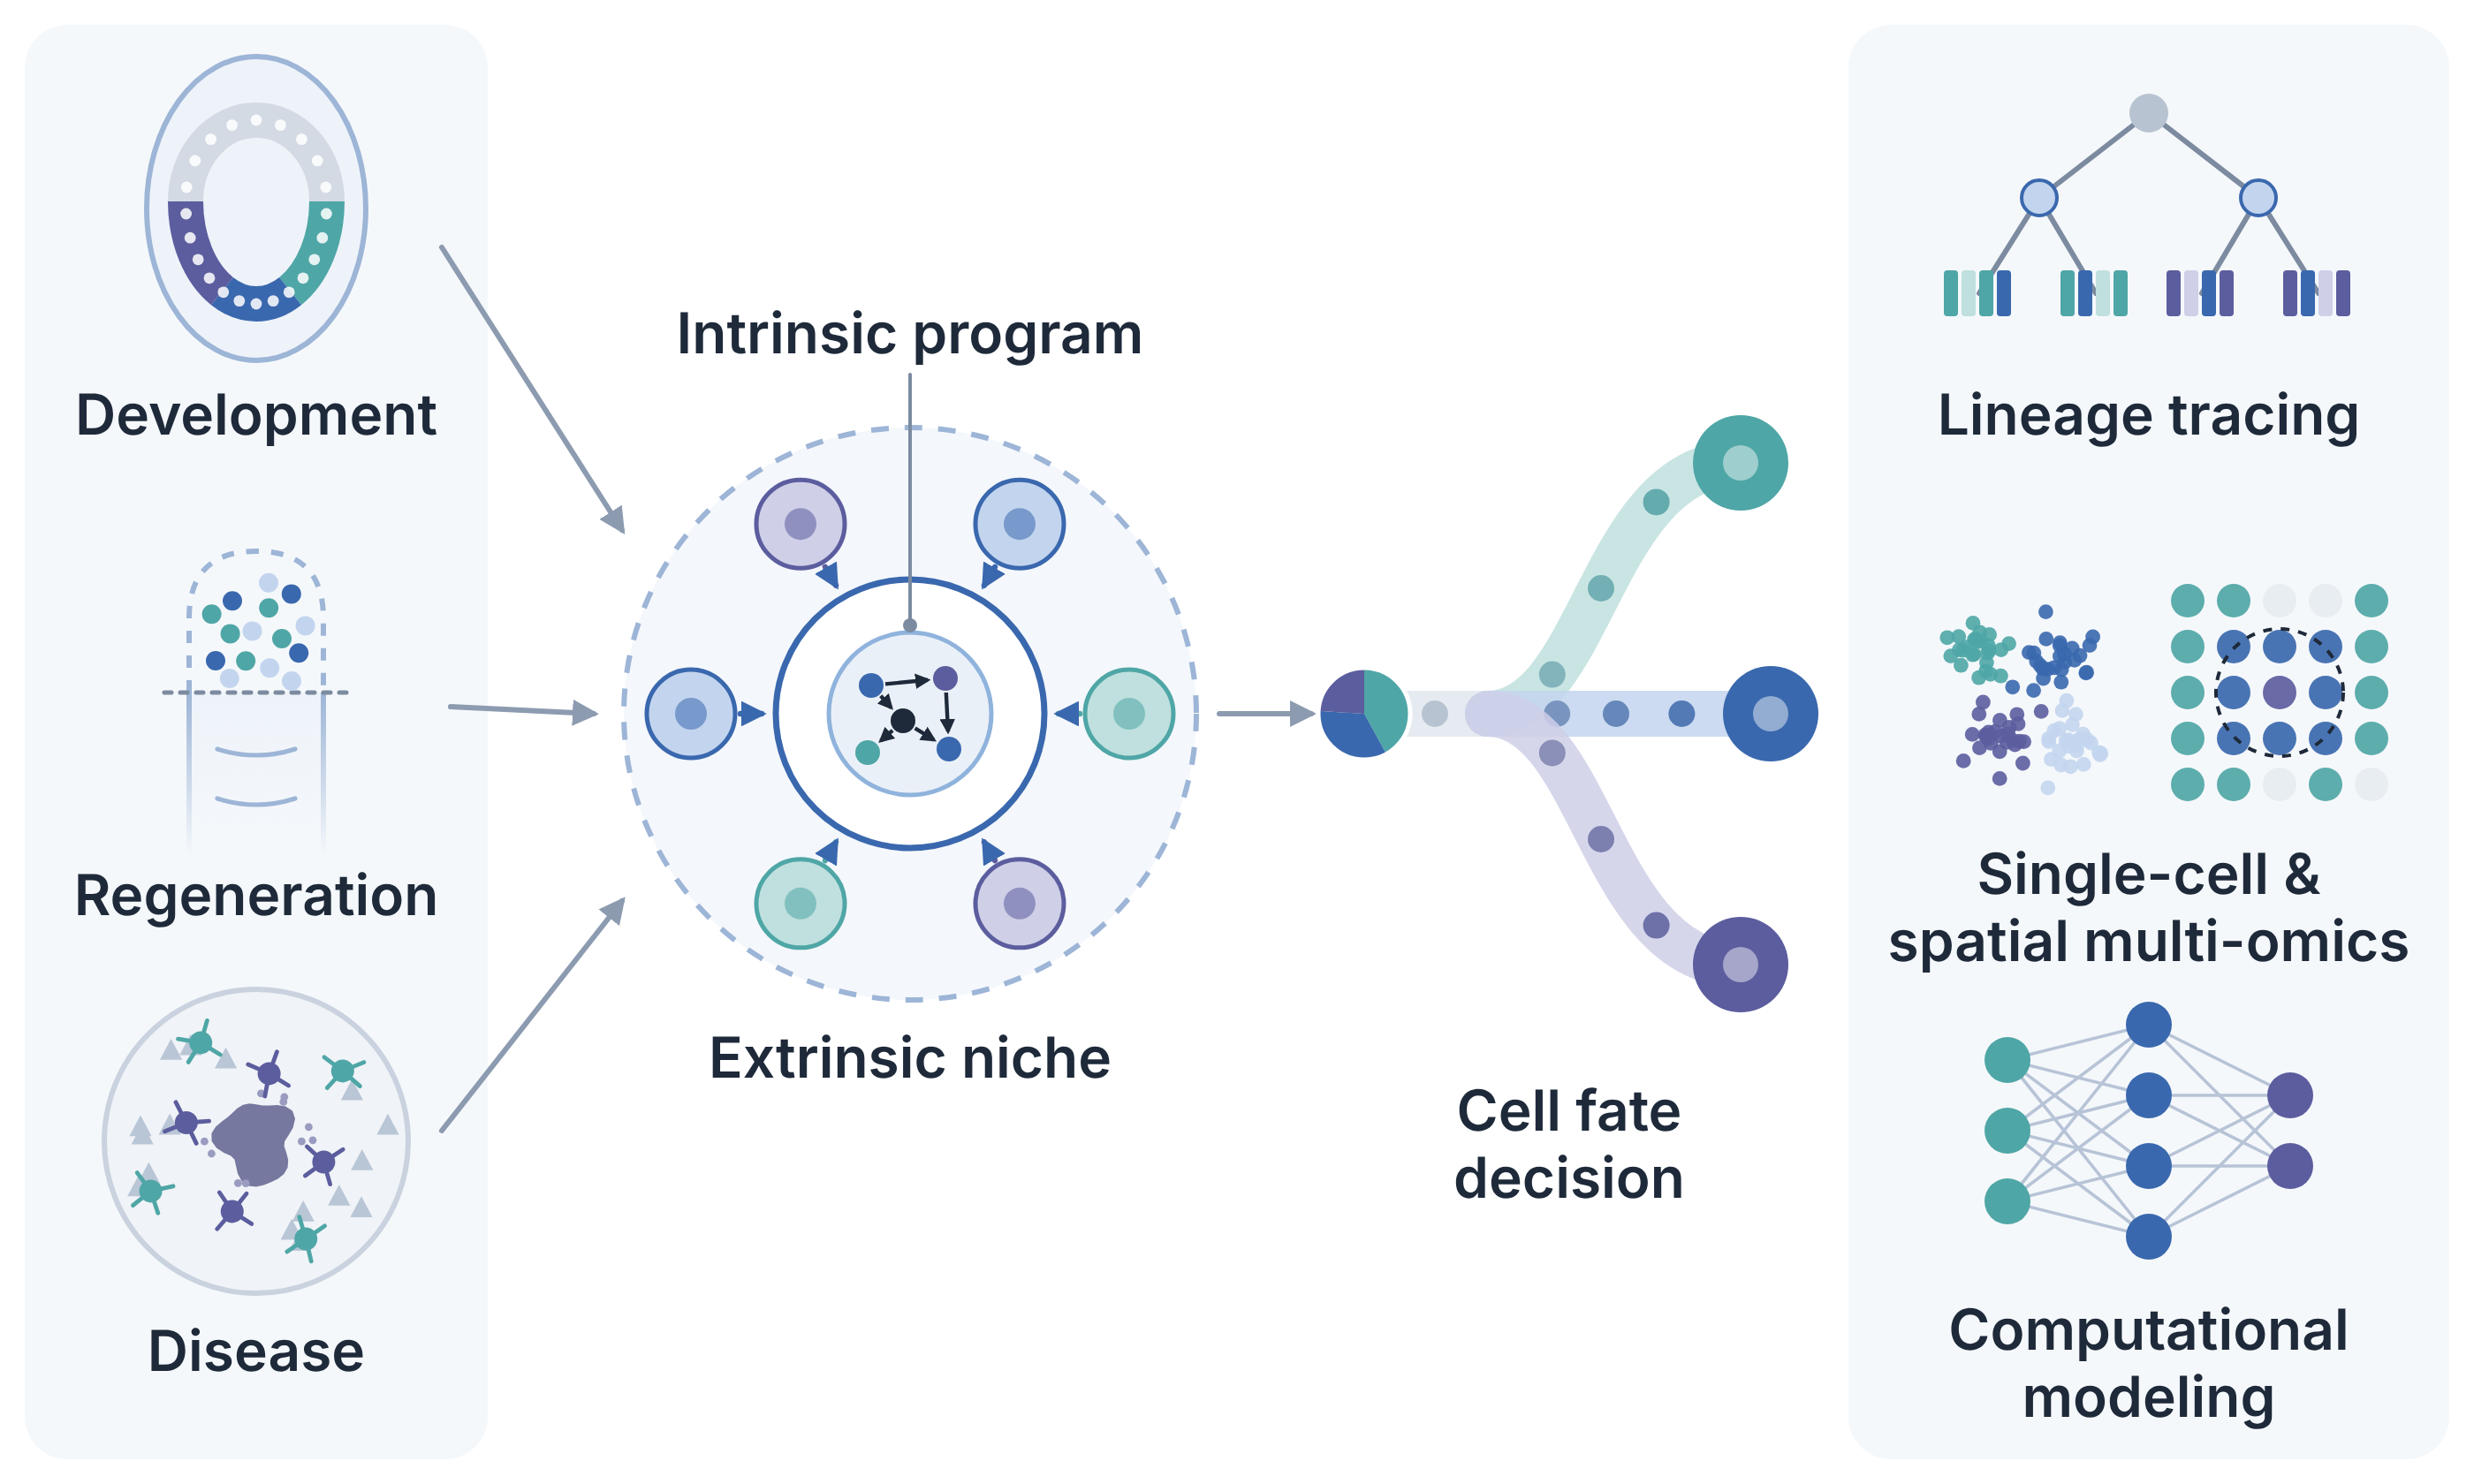 Development
Regeneration
Disease
Intrinsic program
Extrinsic niche
Cell fate
decision
Lineage tracing
Single-cell &
spatial multi-omics
Computational
modeling